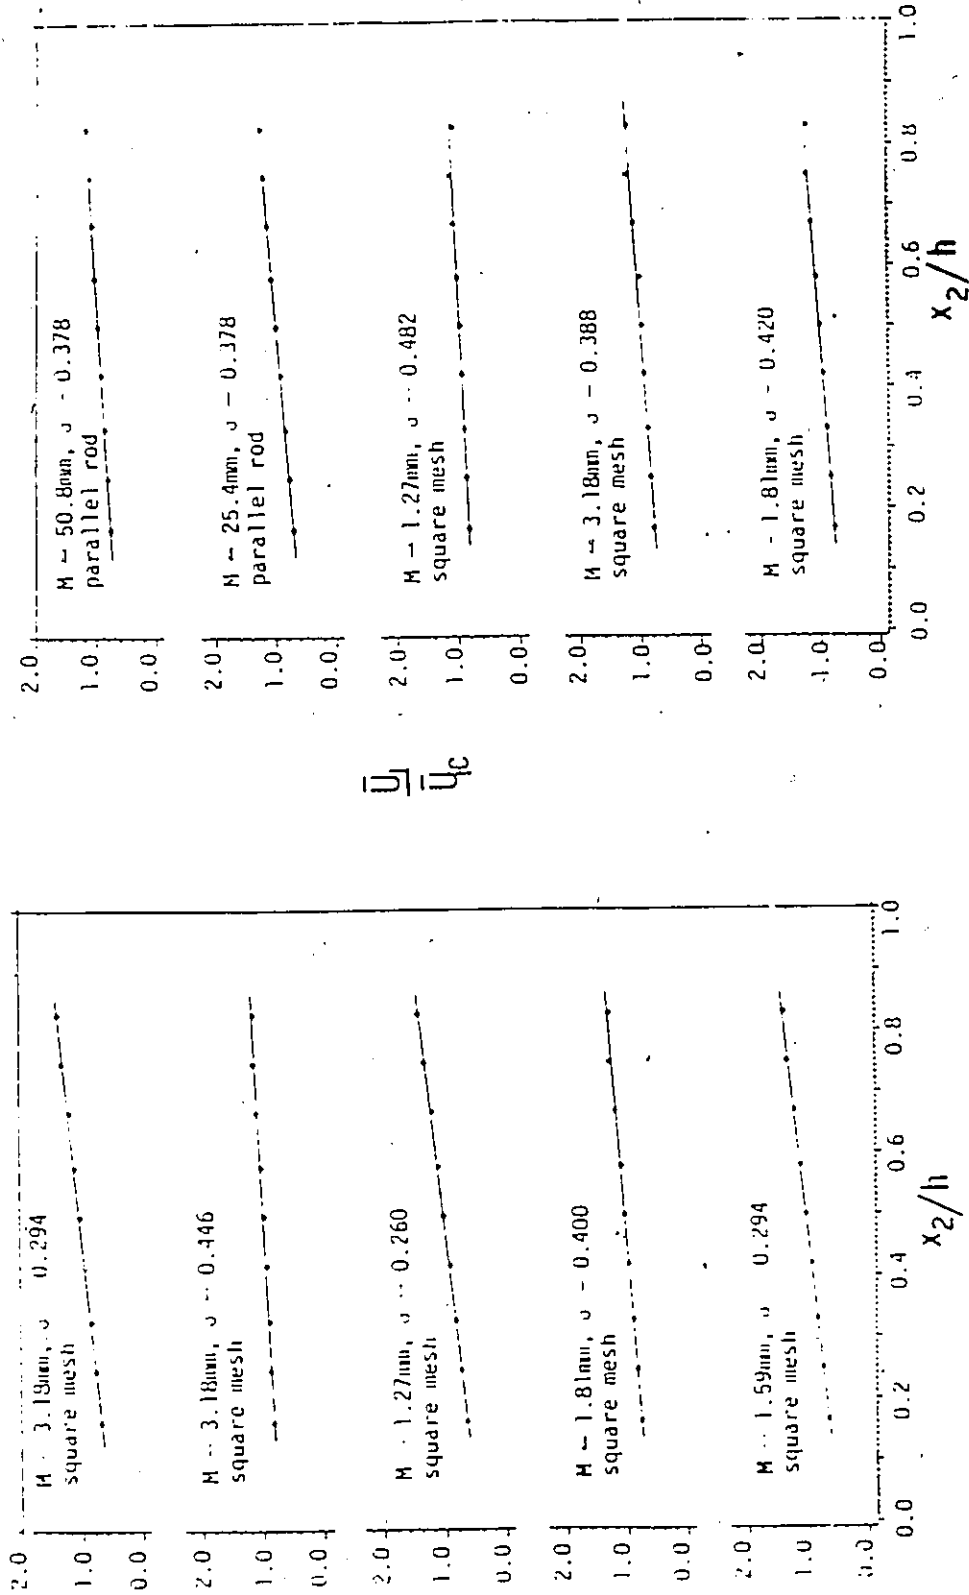 2.0
1.0
0.0
M - 3.18mm, σ 0.294
square mesh
2.0
1.0
0.0
M - 3.18mm, σ - 0.446
square mesh
2.0
1.0
0.0
M - 1.27mm, σ - 0.260
square mesh
2.0
1.0
0.0
M - 1.81mm, σ - 0.400
square mesh
2.0
1.0
0.0
M - 1.59mm, σ 0.294
square mesh
0.0 0.2 0.4 0.6 0.8 1.0
x₂/h
U̅₁
U̅c
2.0
1.0
0.0
M - 50.8mm, σ - 0.378
parallel rod
2.0
1.0
0.0
M - 25.4mm, σ - 0.378
parallel rod
2.0
1.0
0.0
M - 1.27mm, σ - 0.482
square mesh
2.0
1.0
0.0
M - 3.18mm, σ - 0.388
square mesh
2.0
1.0
0.0
M - 1.81mm, σ - 0.420
square mesh
0.0 0.2 0.4 0.6 0.8 1.0
x₂/h